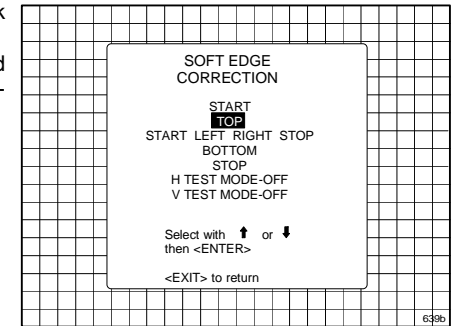 k
d
-
SOFT EDGE
CORRECTION
START
TOP
START LEFT RIGHT STOP
BOTTOM
STOP
H TEST MODE-OFF
V TEST MODE-OFF
Select with ⬆ or ⬇
then <ENTER>
<EXIT> to return
639b